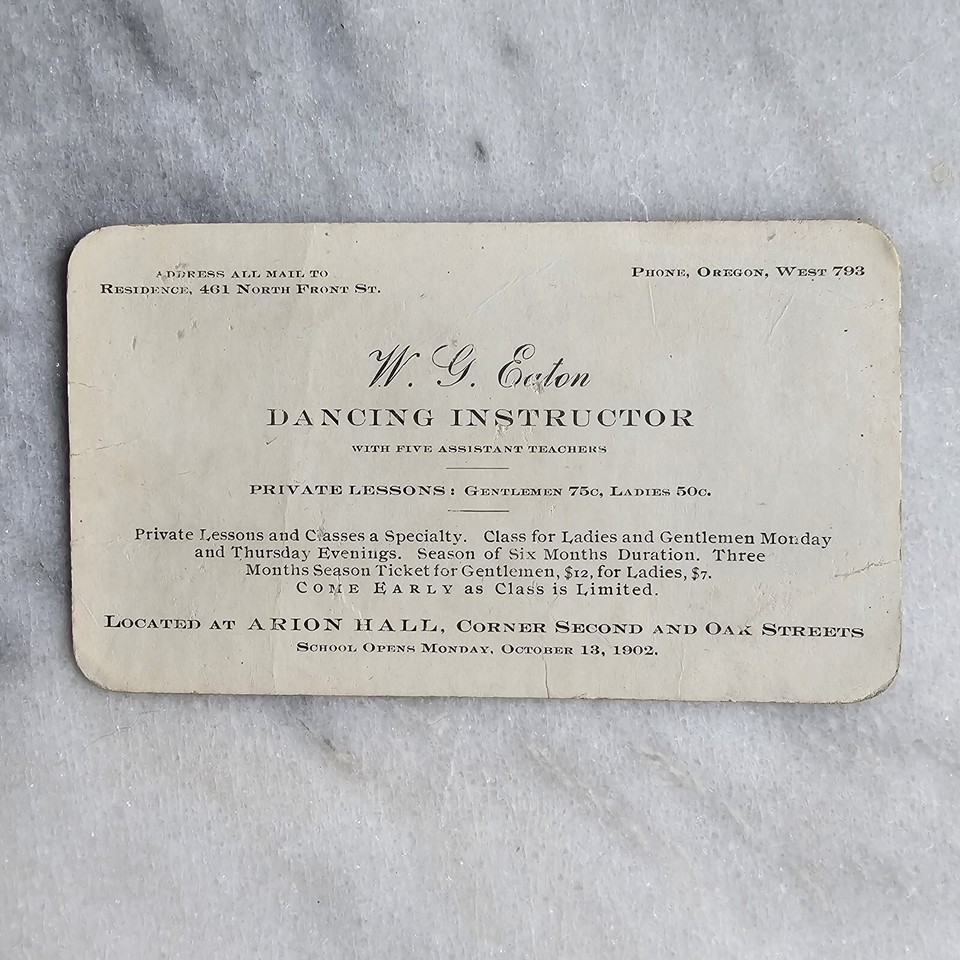 ADDRESS ALL MAIL TO
RESIDENCE, 461 NORTH FRONT ST.
PHONE, OREGON, WEST 793
W. G. Eaton
DANCING INSTRUCTOR
WITH FIVE ASSISTANT TEACHERS
PRIVATE LESSONS: GENTLEMEN 75C, LADIES 50C.
Private Lessons and Classes a Specialty. Class for Ladies and Gentlemen Monday
and Thursday Evenings. Season of Six Months Duration. Three
Months Season Ticket for Gentlemen, $12, for Ladies, $7.
COME EARLY as Class is Limited.
LOCATED AT ARION HALL, CORNER SECOND AND OAK STREETS
SCHOOL OPENS MONDAY, OCTOBER 13, 1902.